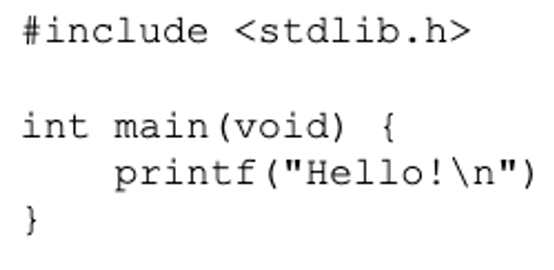 #include <stdlib.h>

int main(void) {
    printf("Hello!\n")
}